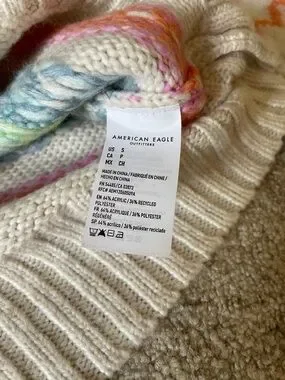 AMERICAN EAGLE
OUTFITTERS
US S
CA P
MX CH
MADE IN CHINA / FABRIQUÉ EN CHINE /
HECHO EN CHINA
RN 54485/CA 03873
EN: 64% ACRYLIC / 36% RECYCLED
POLYESTER
FR: 64% ACRYLIQUE / 36% POLYESTER
RÉGÉNÉRÉ
SP: 64% acrílico / 36% poliéster reciclado